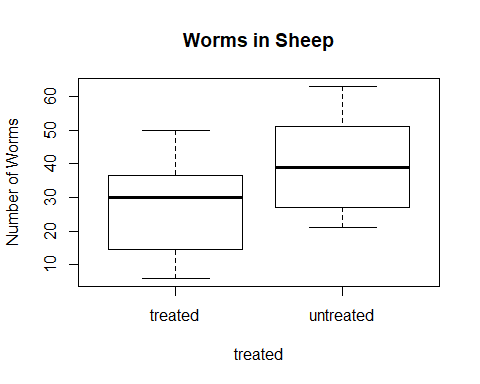 Worms in Sheep
Number of Worms
60
50
40
30
20
10
treated
untreated
treated